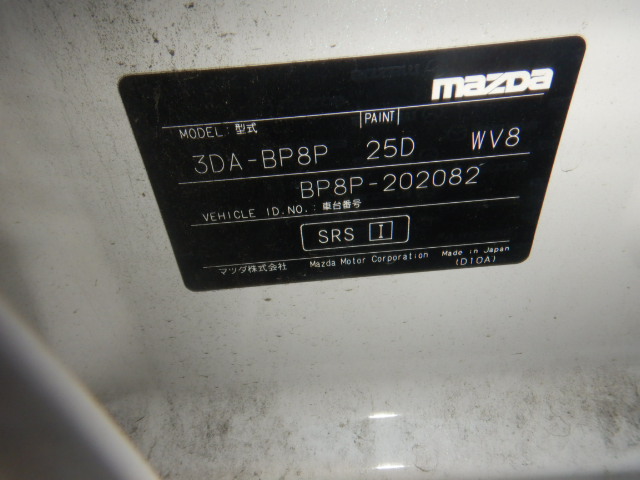 mazda
MODEL: 型式 PAINT
3DA-BP8P 25D WV8
BP8P-202082
VEHICLE ID.NO.: 車台番号
SRS I
マツダ株式会社 Mazda Motor Corporation Made in Japan
(D10A)